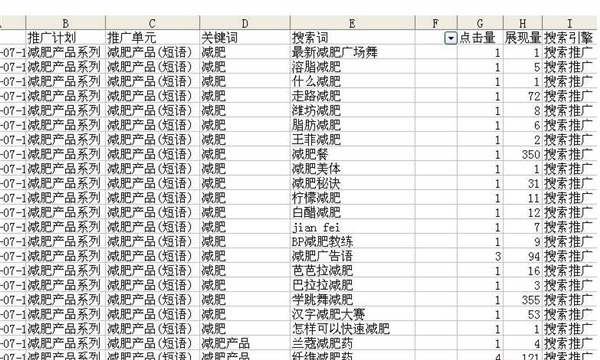 B C D E F G H I
推广计划 推广单元 关键词 搜索词 点击量 展现量 搜索引擎
-07-1 减肥产品系列 减肥产品(短语) 减肥 最新减肥广场舞 1 1 搜索推广
-07-1 减肥产品系列 减肥产品(短语) 减肥 溶脂减肥 1 5 搜索推广
-07-1 减肥产品系列 减肥产品(短语) 减肥 什么减肥 1 1 搜索推广
-07-1 减肥产品系列 减肥产品(短语) 减肥 走路减肥 1 72 搜索推广
-07-1 减肥产品系列 减肥产品(短语) 减肥 潍坊减肥 1 8 搜索推广
-07-1 减肥产品系列 减肥产品(短语) 减肥 脂肪减肥 1 6 搜索推广
-07-1 减肥产品系列 减肥产品(短语) 减肥 王菲减肥 1 2 搜索推广
-07-1 减肥产品系列 减肥产品(短语) 减肥 减肥餐 1 350 搜索推广
-07-1 减肥产品系列 减肥产品(短语) 减肥 减肥美体 1 1 搜索推广
-07-1 减肥产品系列 减肥产品(短语) 减肥 减肥秘诀 1 31 搜索推广
-07-1 减肥产品系列 减肥产品(短语) 减肥 柠檬减肥 1 11 搜索推广
-07-1 减肥产品系列 减肥产品(短语) 减肥 白醋减肥 1 12 搜索推广
-07-1 减肥产品系列 减肥产品(短语) 减肥 jian fei 1 7 搜索推广
-07-1 减肥产品系列 减肥产品(短语) 减肥 BP减肥教练 1 9 搜索推广
-07-1 减肥产品系列 减肥产品(短语) 减肥 减肥广告语 3 94 搜索推广
-07-1 减肥产品系列 减肥产品(短语) 减肥 芭芭拉减肥 1 16 搜索推广
-07-1 减肥产品系列 减肥产品(短语) 减肥 巴拉拉减肥 1 3 搜索推广
-07-1 减肥产品系列 减肥产品(短语) 减肥 学跳舞减肥 1 355 搜索推广
-07-1 减肥产品系列 减肥产品(短语) 减肥 汉字减肥大赛 1 53 搜索推广
-07-1 减肥产品系列 减肥产品(短语) 减肥 怎样可以快速减肥 1 1 搜索推广
-07-1 减肥产品系列 减肥产品(短语) 减肥产品 兰蔻减肥药 1 4 搜索推广
-07-1 减肥产品系列 减肥产品(短语) 减肥产品 纤维减肥药 4 121 搜索推广